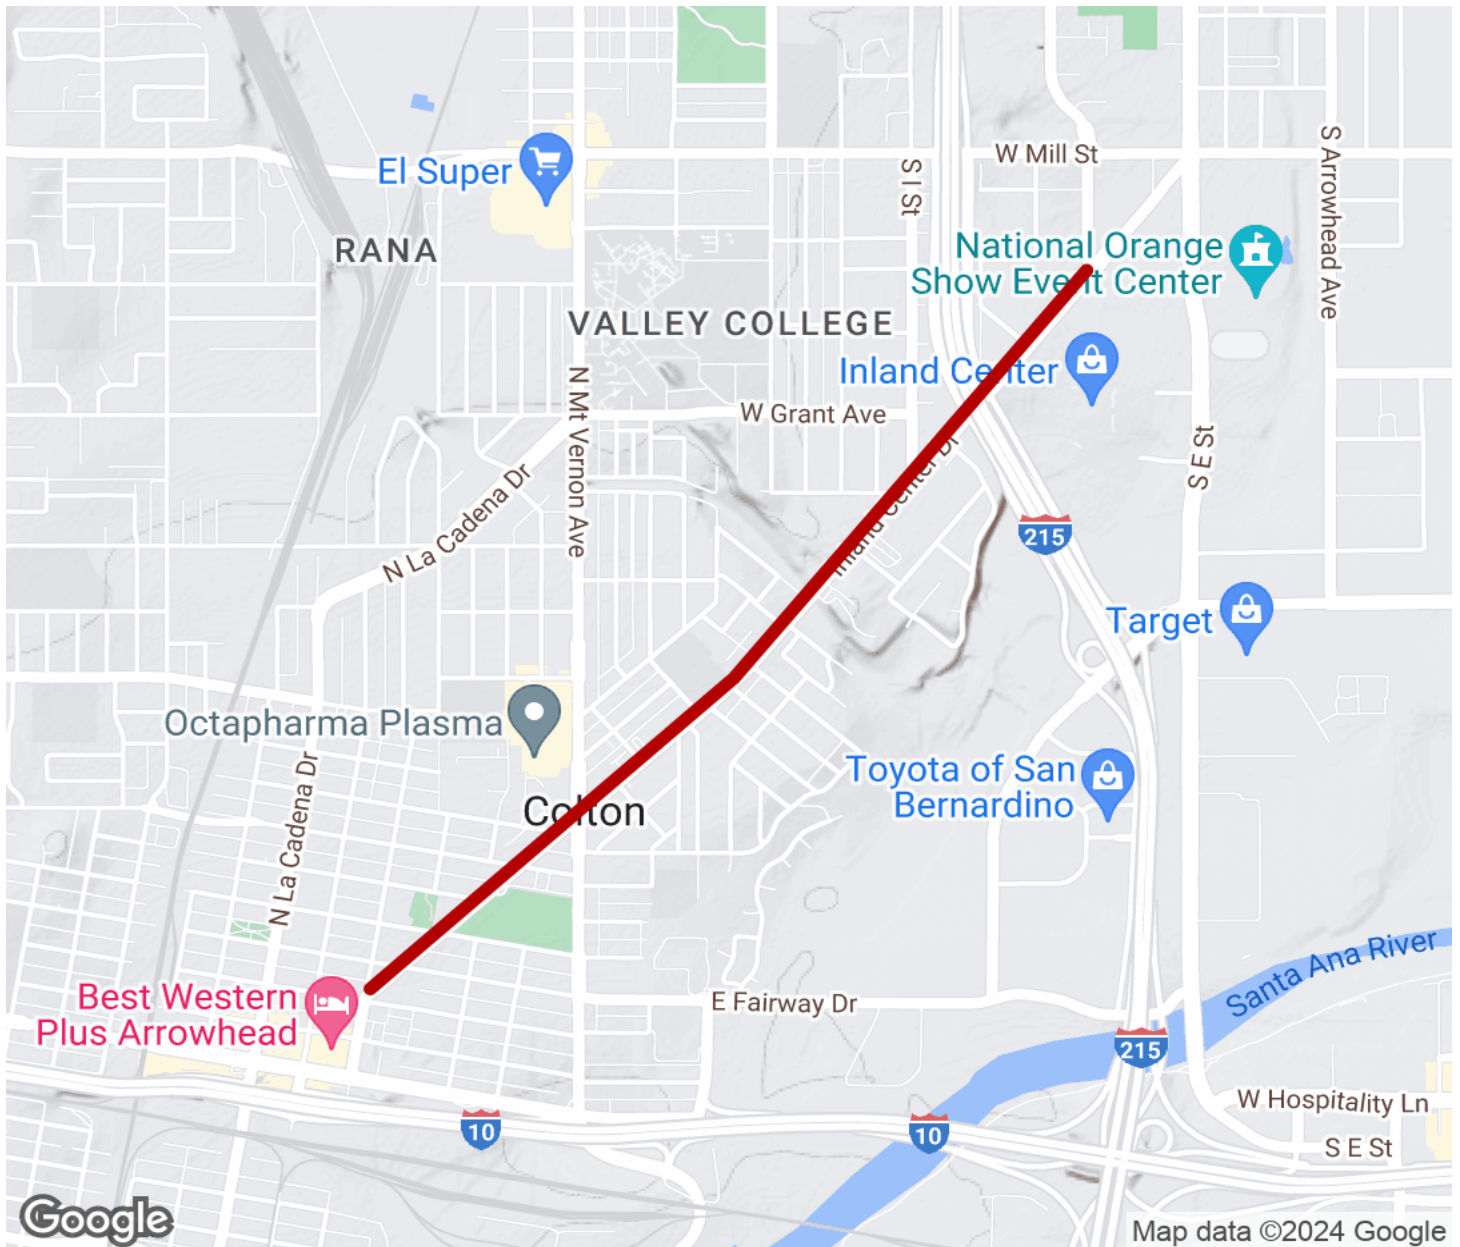 W Mill St
S I St
S Arrowhead Ave
El Super
RANA
National Orange
Show Event Center
VALLEY COLLEGE
Inland Center
N Mt Vernon Ave
W Grant Ave
Inland Center Dr
S E St
N La Cadena Dr
215
Target
Octapharma Plasma
N La Cadena Dr
Toyota of San
Bernardino
Colton
Santa Ana River
Best Western
Plus Arrowhead
E Fairway Dr
215
W Hospitality Ln
10
10
S E St
Google
Map data ©2024 Google